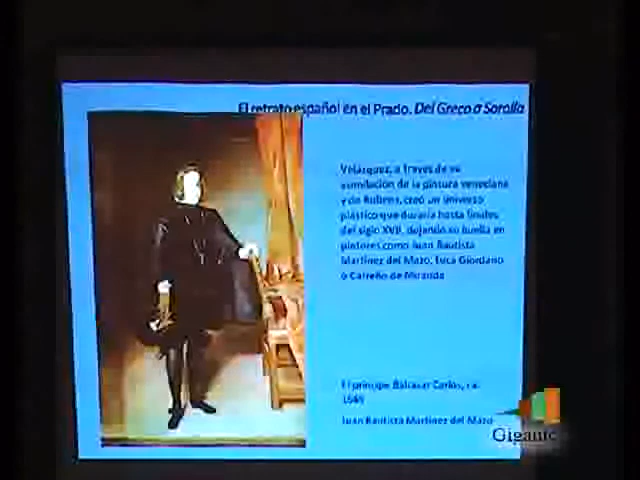 El retrato español en el Prado. Del Greco a Sorolla
Velázquez, a través de su
asimilación de la pintura veneciana
y de Rubens, creó un universo
plástico que duraría hasta finales
del siglo XVII, dejando su huella en
pintores como Juan Bautista
Martínez del Mazo, Luca Giordano
o Carreño de Miranda
El príncipe Baltasar Carlos, ca.
Juan Bautista Martínez del Mazo